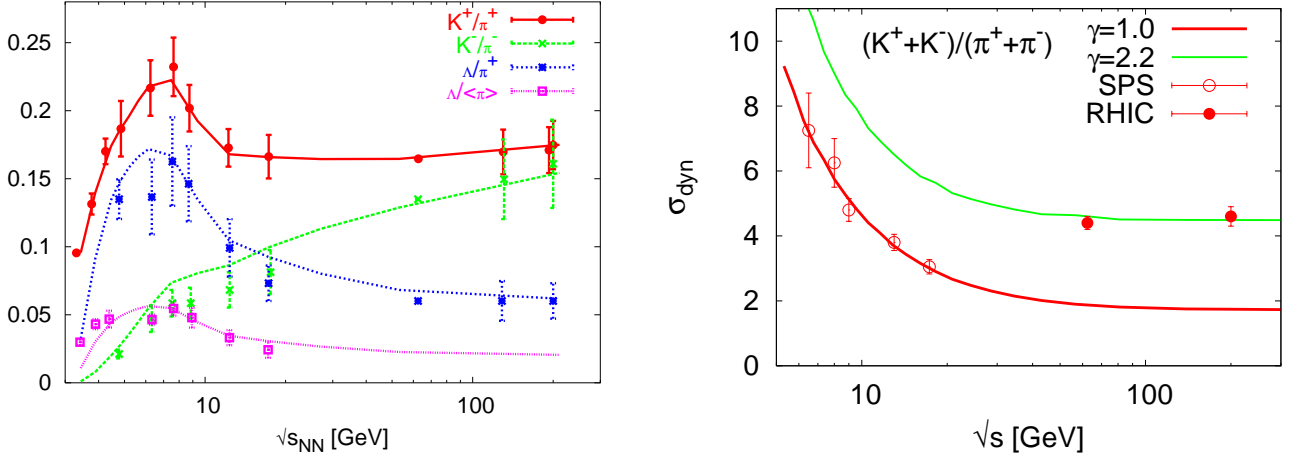 K⁺/π⁺
K⁻/π⁻
Λ/π⁺
Λ/<π>
0.25
0.2
0.15
0.1
0.05
0
10
100
√s_NN [GeV]
(K⁺+K⁻)/(π⁺+π⁻)
γ=1.0
γ=2.2
SPS
RHIC
10
8
6
4
2
0
σ_dyn
10
100
√s [GeV]